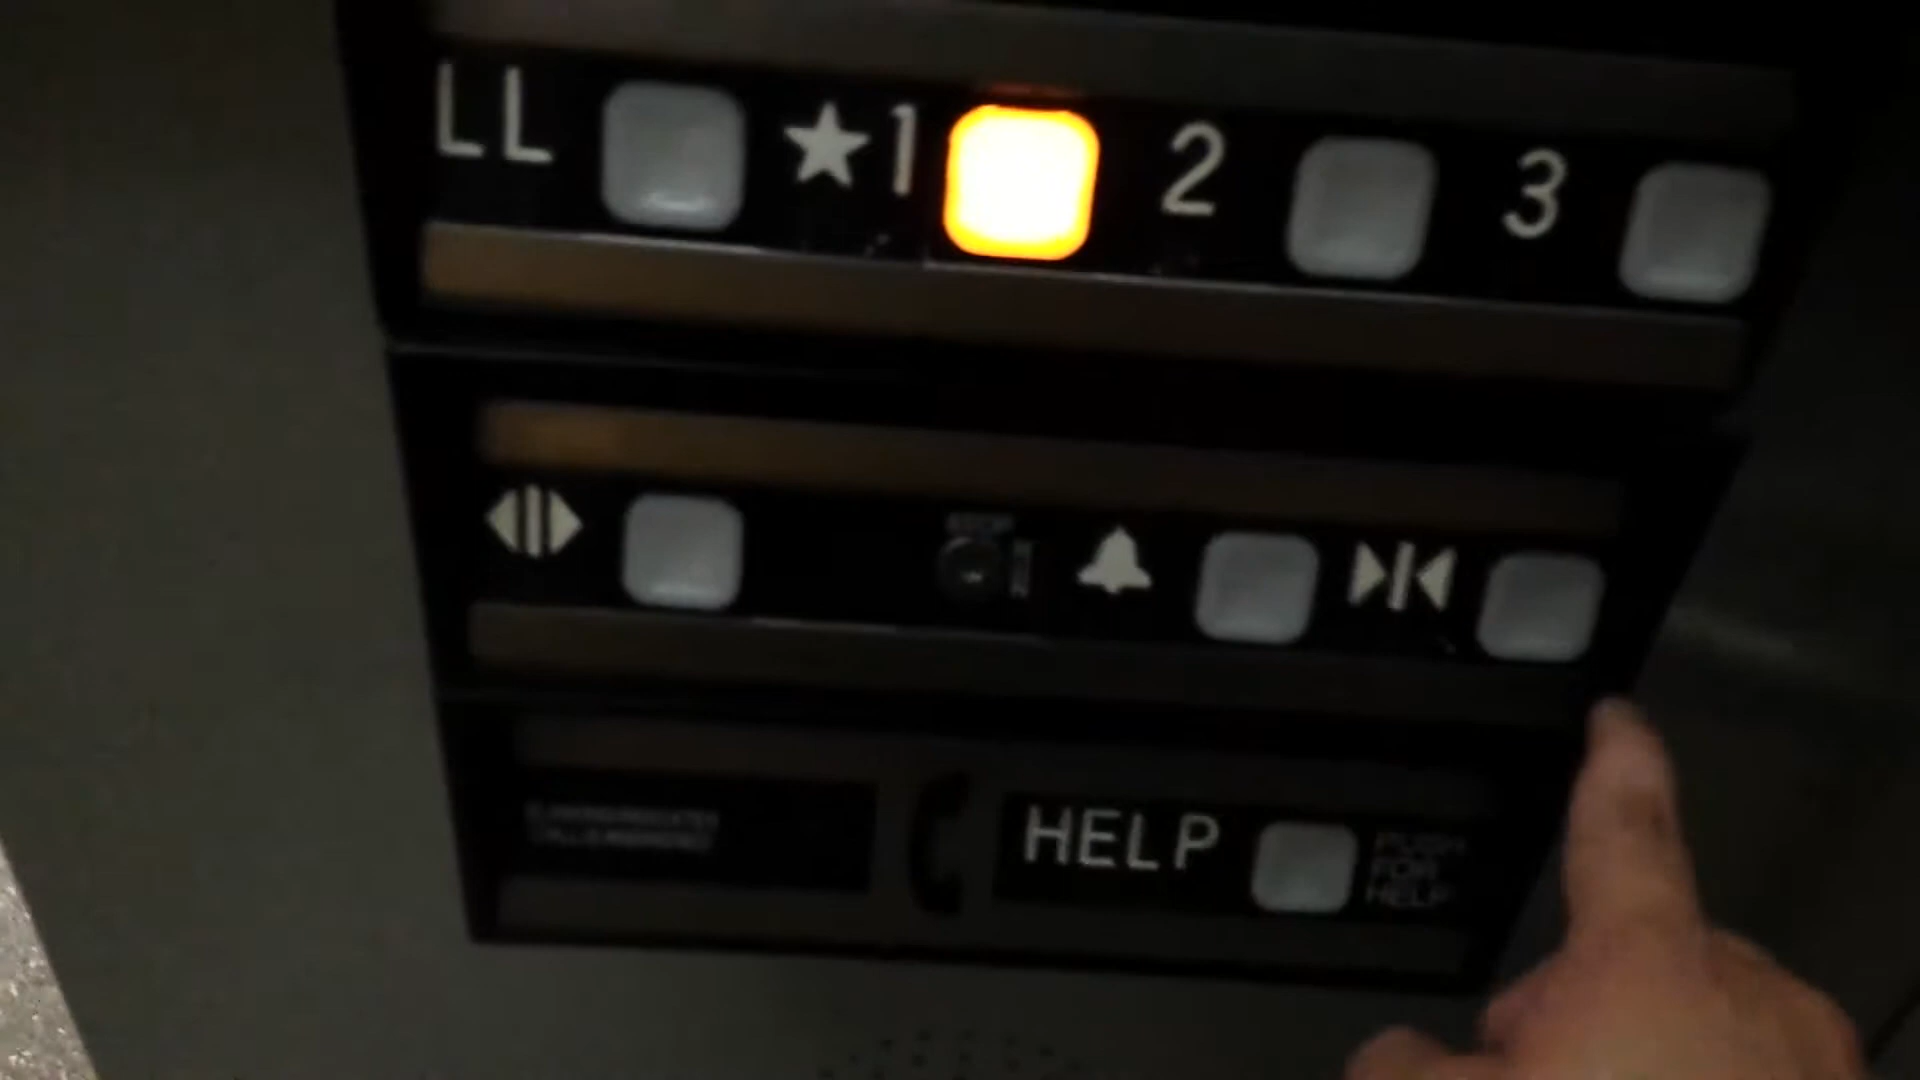 LL ★1 2 3
STOP
HELP
PUSH
FOR
HELP